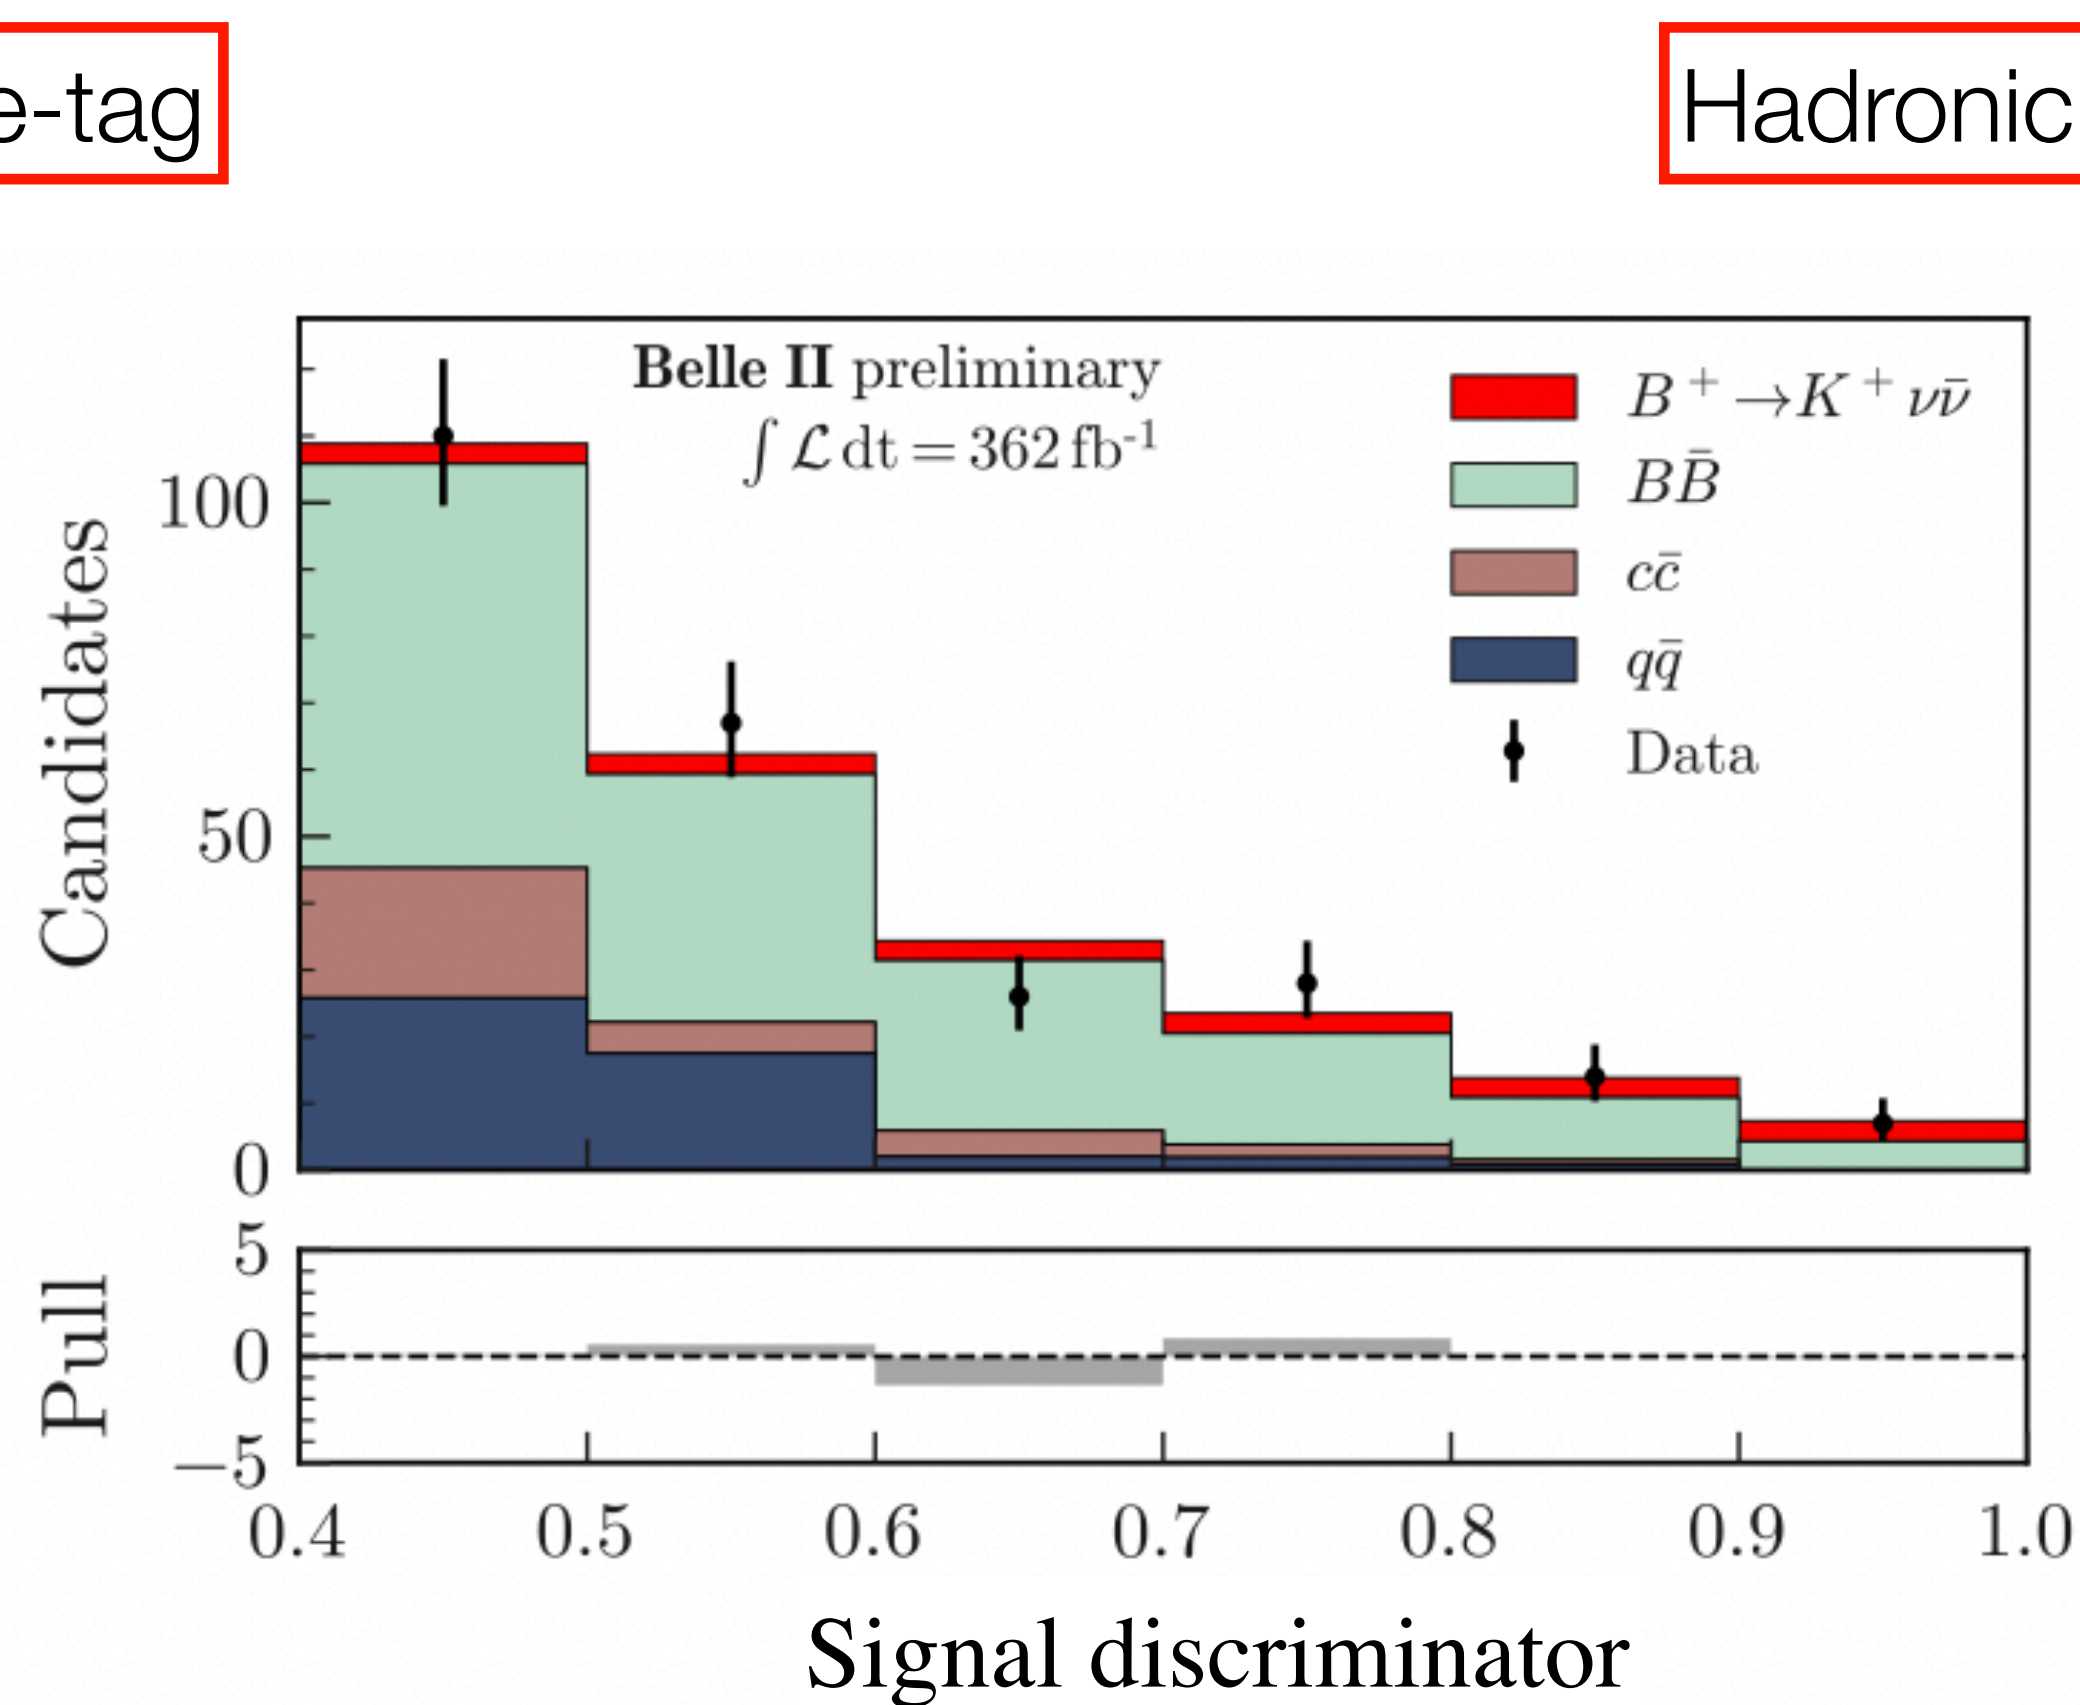 e-tag
Hadronic
Belle II preliminary
∫ ℒ dt = 362 fb⁻¹
B⁺→K⁺νν̄
BB̄
cc̄
qq̄
Data
Candidates
100
50
0
Pull
5
0
−5
0.4 0.5 0.6 0.7 0.8 0.9 1.0
Signal discriminator